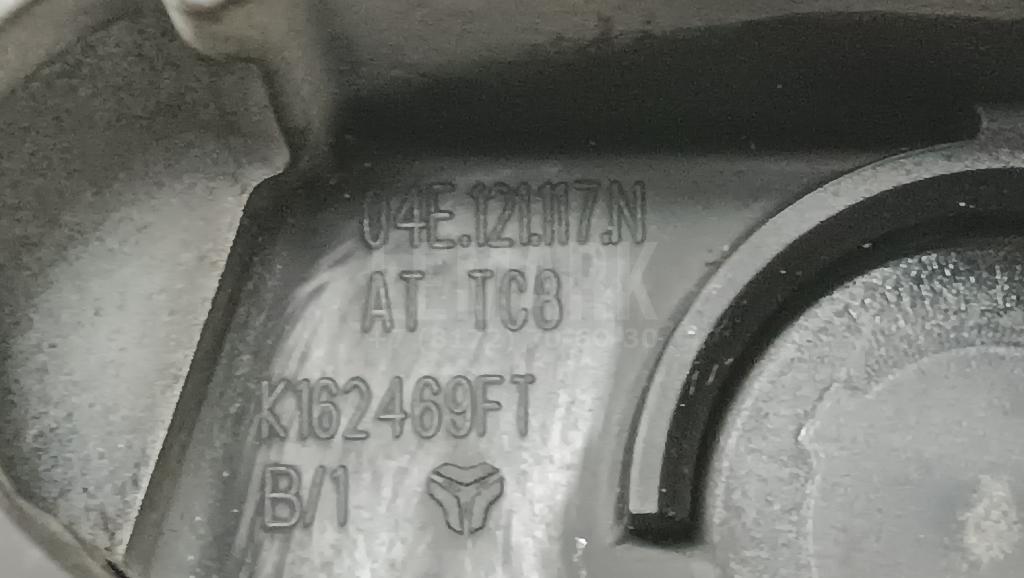 04E.121.117.N
AT TC8
K162469FT
B/1